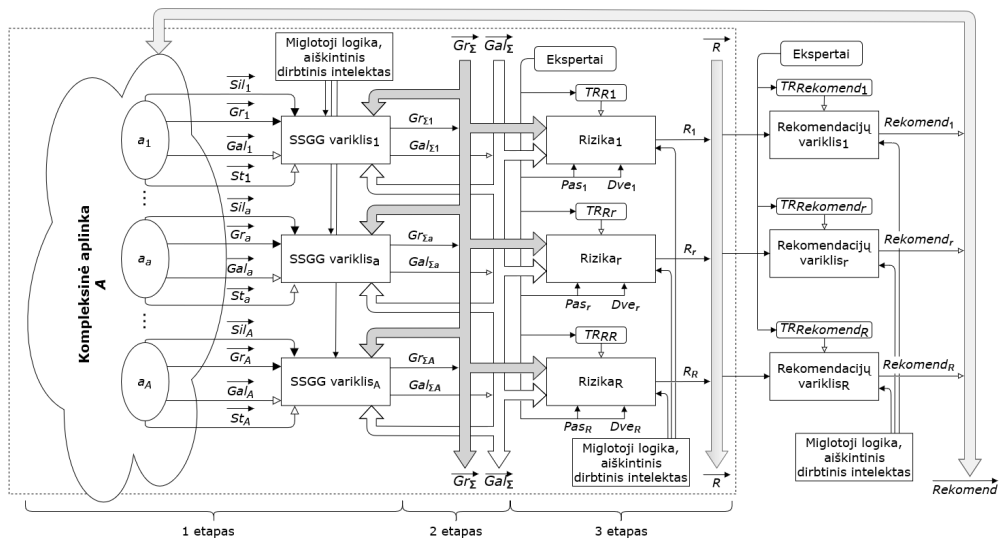 Kompleksinė aplinka
A
a1
aa
aA
...
...
Sil1
Gr1
Gal1
St1
Sila
Gra
Gala
Sta
SilA
GrA
GalA
StA
Miglotoji logika,
aiškintinis
dirbtinis intelektas
SSGG variklis1
SSGG variklisa
SSGG variklisA
GrΣ
GalΣ
GrΣ1
GalΣ1
GrΣa
GalΣa
GrΣA
GalΣA
GrΣ
GalΣ
Ekspertai
TRR1
Rizika1
Pas1
Dve1
TRRr
Rizikar
Pasr
Dver
TRRR
RizikaR
PasR
DveR
Miglotoji logika,
aiškintinis
dirbtinis intelektas
R
R1
Rr
RR
R
Ekspertai
TRRekomend1
Rekomendacijų
variklis1
Rekomend1
TRRekomendr
Rekomendacijų
variklisr
Rekomendr
TRRekomendR
Rekomendacijų
variklisR
RekomendR
Miglotoji logika,
aiškintinis
dirbtinis intelektas
Rekomend
1 etapas
2 etapas
3 etapas